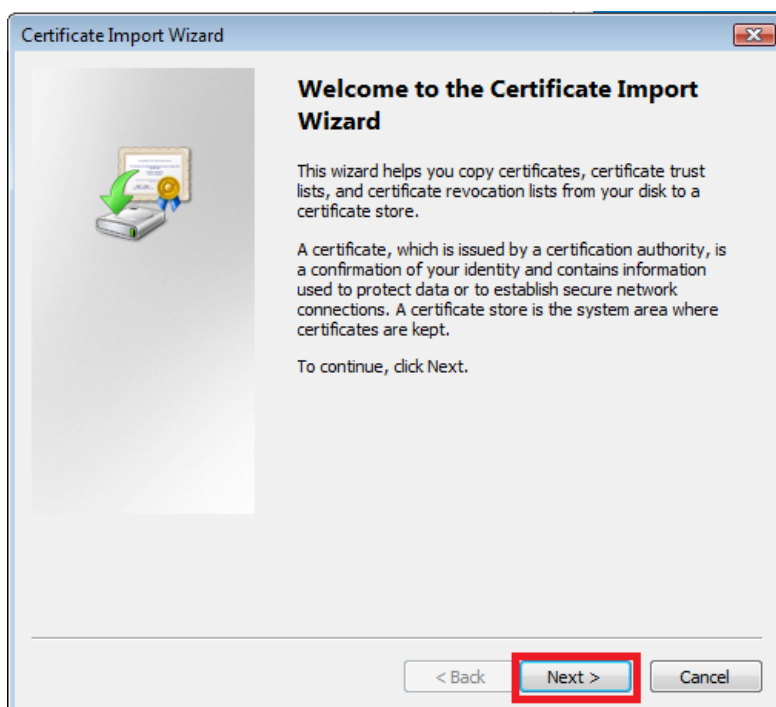 Certificate Import Wizard
Welcome to the Certificate Import
Wizard
This wizard helps you copy certificates, certificate trust
lists, and certificate revocation lists from your disk to a
certificate store.
A certificate, which is issued by a certification authority, is
a confirmation of your identity and contains information
used to protect data or to establish secure network
connections. A certificate store is the system area where
certificates are kept.
To continue, click Next.
< Back Next > Cancel